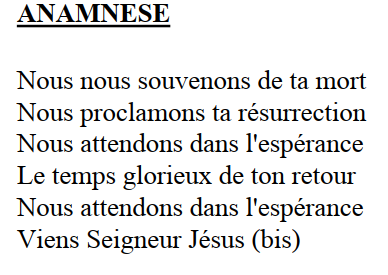 ANAMNESE
Nous nous souvenons de ta mort
Nous proclamons ta résurrection
Nous attendons dans l'espérance
Le temps glorieux de ton retour
Nous attendons dans l'espérance
Viens Seigneur Jésus (bis)